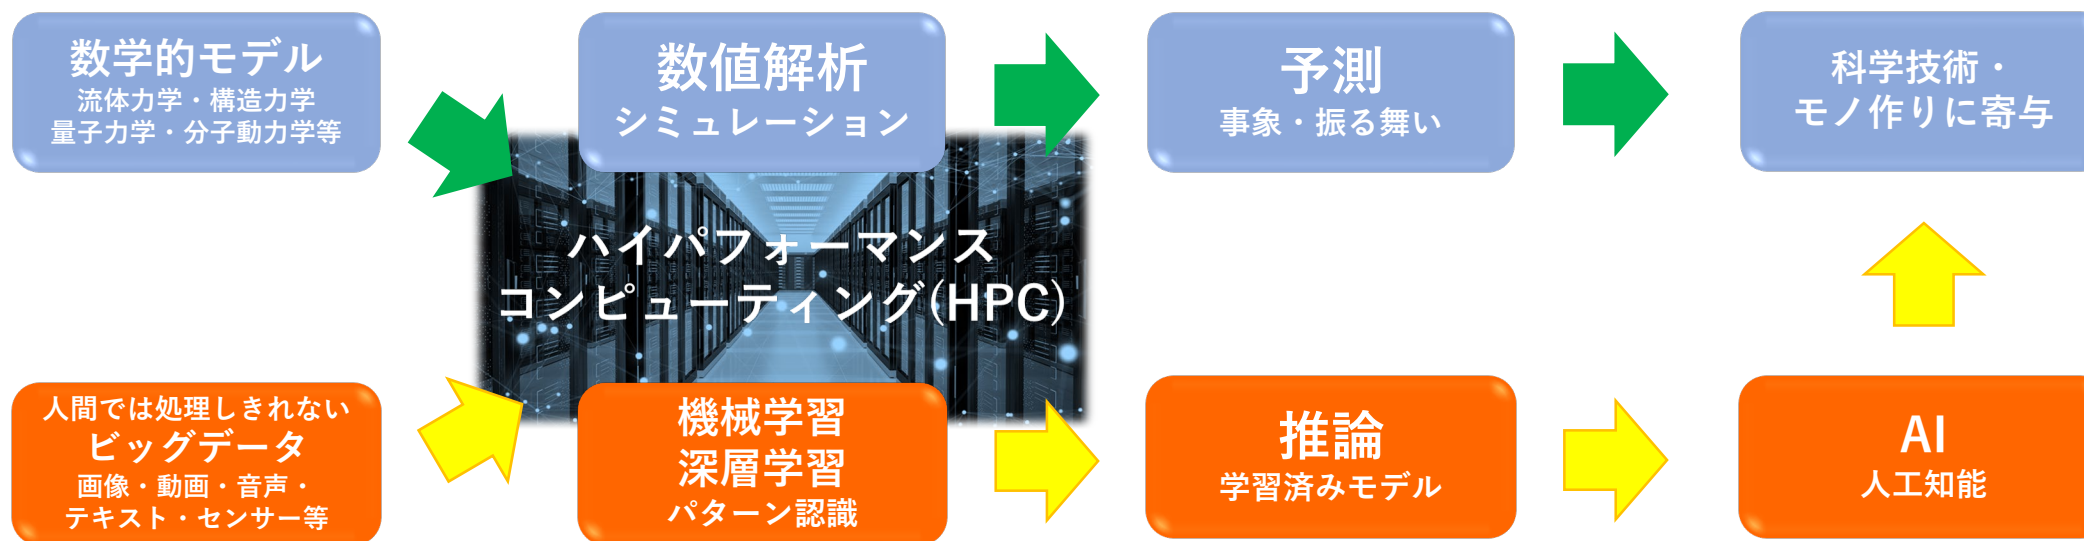 数学的モデル
流体力学・構造力学
量子力学・分子動力学等
数値解析
シミュレーション
予測
事象・振る舞い
科学技術・
モノ作りに寄与
ハイパフォーマンス
コンピューティング(HPC)
人間では処理しきれない
ビッグデータ
画像・動画・音声・
テキスト・センサー等
機械学習
深層学習
パターン認識
推論
学習済みモデル
AI
人工知能